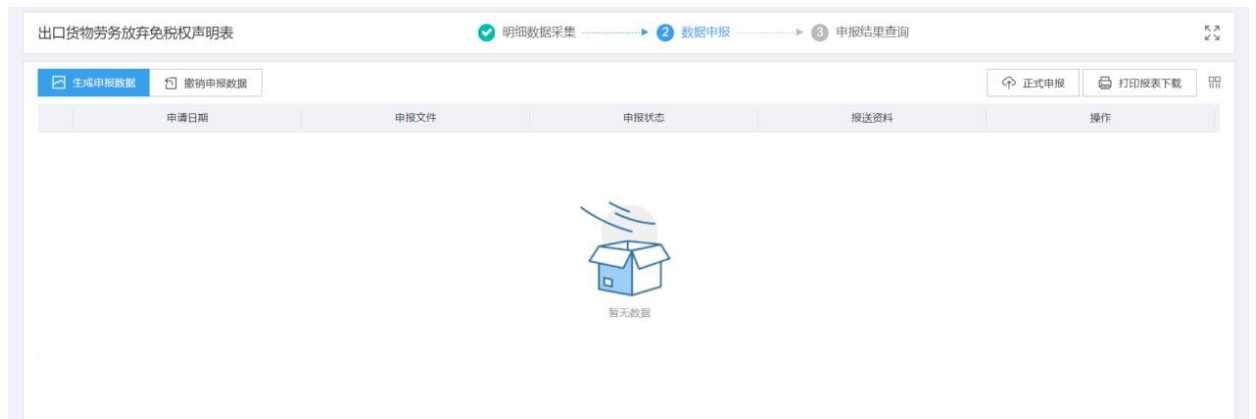 出口货物劳务放弃免税权声明表 明细数据采集 2 数据申报 3 申报结果查询
生成申报数据 撤销申报数据 正式申报 打印报表下载
申请日期 申报文件 申报状态 报送资料 操作
暂无数据